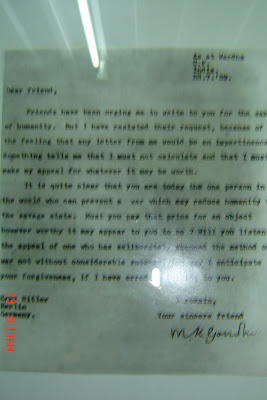 As at Wardha
C.P.
India.
23.7.'39.
Dear friend,
Friends have been urging me to write to you for the sake
of humanity. But I have resisted their request, because of
the feeling that any letter from me would be an impertinence.
Something tells me that I must not calculate and that I must
make my appeal for whatever it may be worth.
It is quite clear that you are today the one person in
the world who can prevent a war which may reduce humanity to
the savage state. Must you pay that price for an object
however worthy it may appear to you to be? Will you listen to
the appeal of one who has deliberately shunned the method of
war not without considerable success? Any way I anticipate
your forgiveness, if I have erred in writing to you.
Herr Hitler I remain,
Berlin Your sincere friend
Germany.
M.K.Gandhi